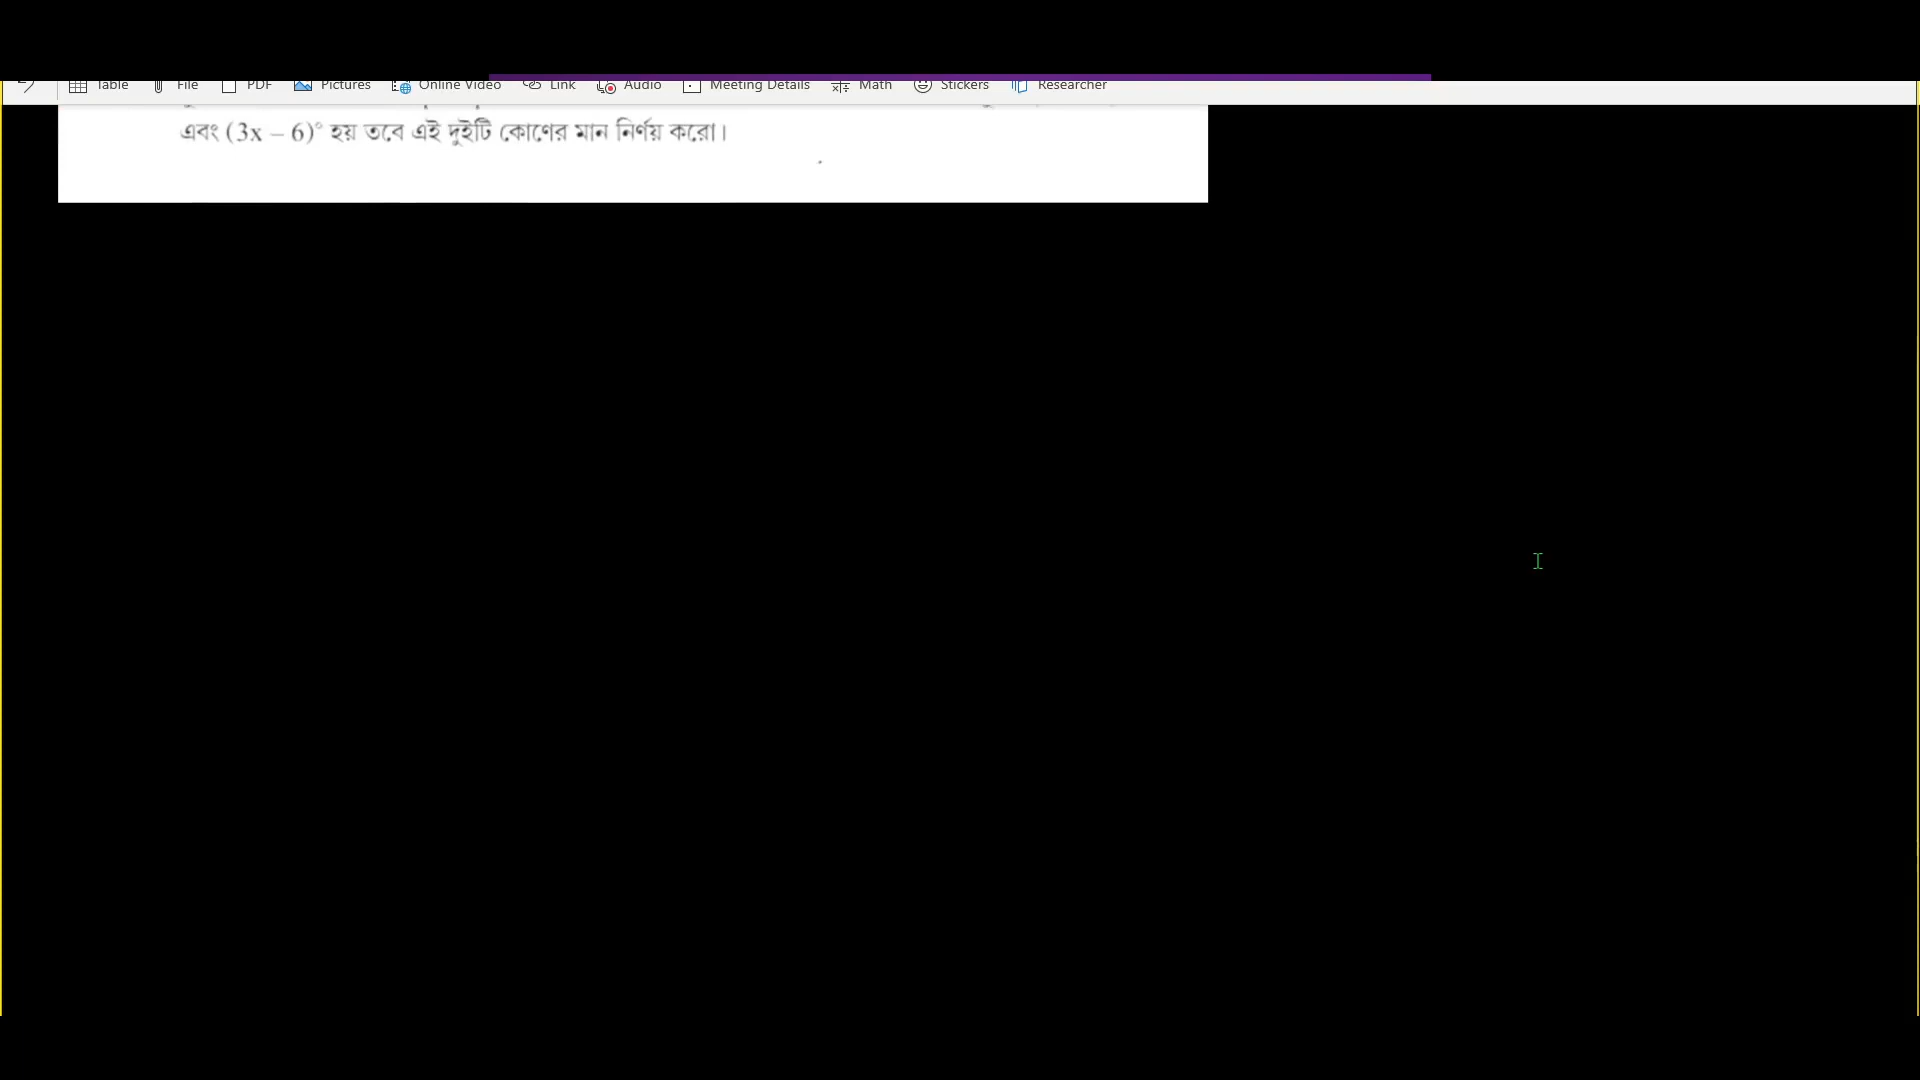 Table File PDF Pictures Online Video Link Audio Meeting Details Math Stickers Researcher
এবং (3x – 6)° হয় তবে এই দুইটি কোণের মান নির্ণয় করো।